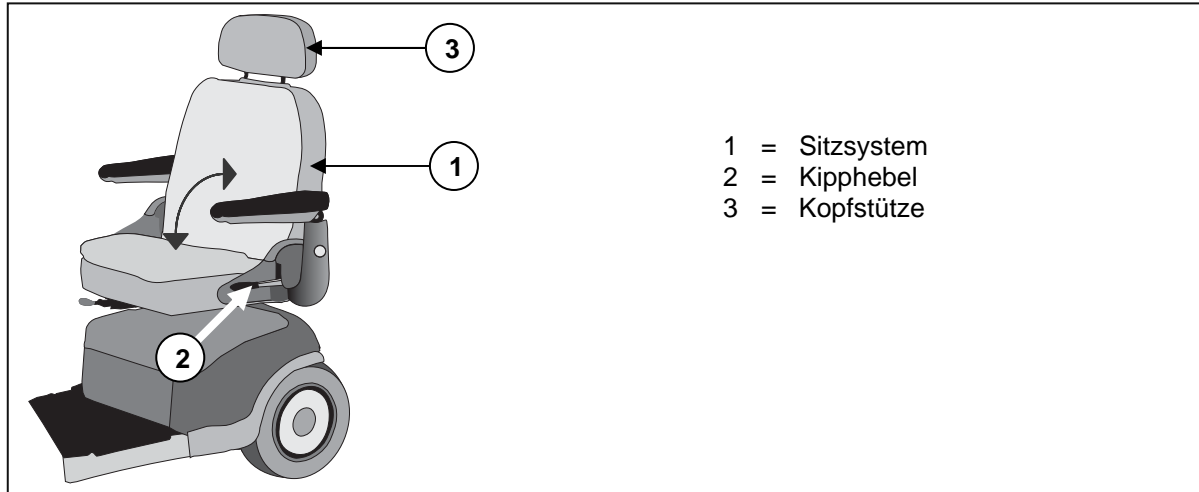 3
1
2
1 = Sitzsystem
2 = Kipphebel
3 = Kopfstütze